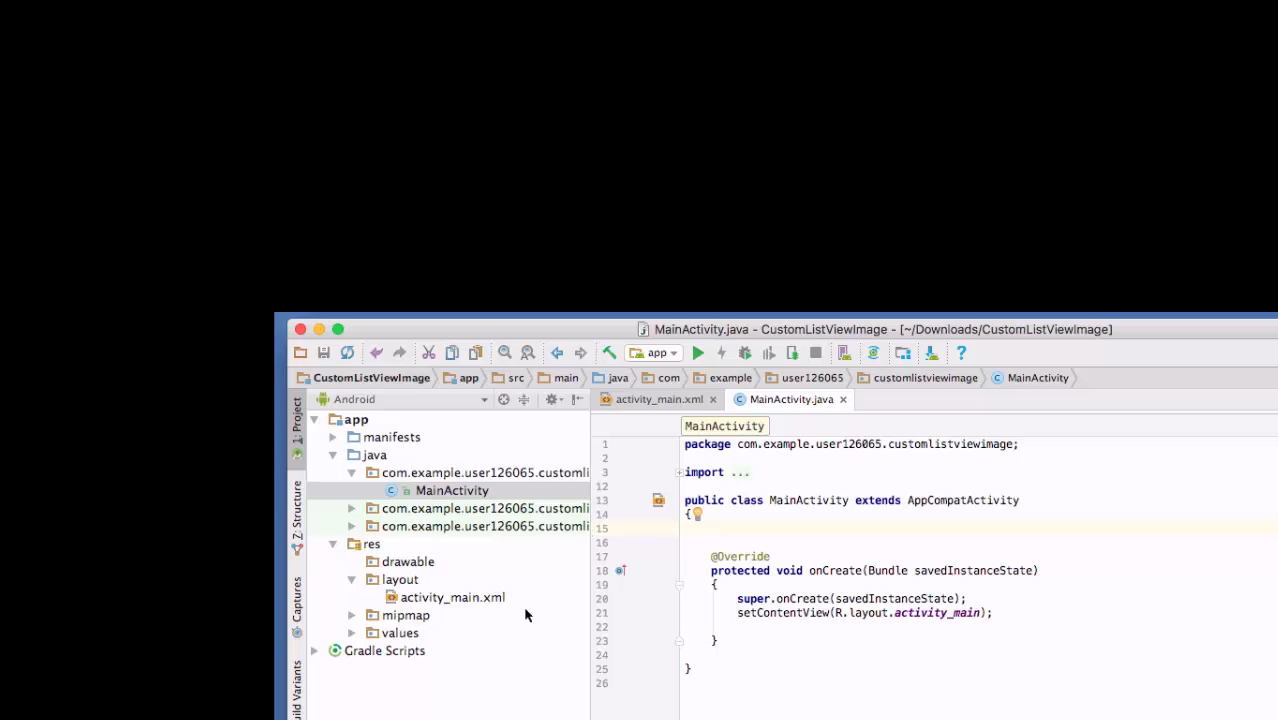 MainActivity.java - CustomListViewImage - [~/Downloads/CustomListViewImage]
app
CustomListViewImage app src main java com example user126065 customlistviewimage MainActivity
1: Project
Android
activity_main.xml
MainActivity.java
app
manifests
java
com.example.user126065.customli
MainActivity
com.example.user126065.customli
com.example.user126065.customli
res
drawable
layout
activity_main.xml
mipmap
values
Gradle Scripts
Z: Structure
Captures
uild Variants
MainActivity
1 package com.example.user126065.customlistviewimage;
2
3 import ...
12
13 public class MainActivity extends AppCompatActivity
14 {
15
16
17 @Override
18 protected void onCreate(Bundle savedInstanceState)
19 {
20 super.onCreate(savedInstanceState);
21 setContentView(R.layout.activity_main);
22
23 }
24
25 }
26